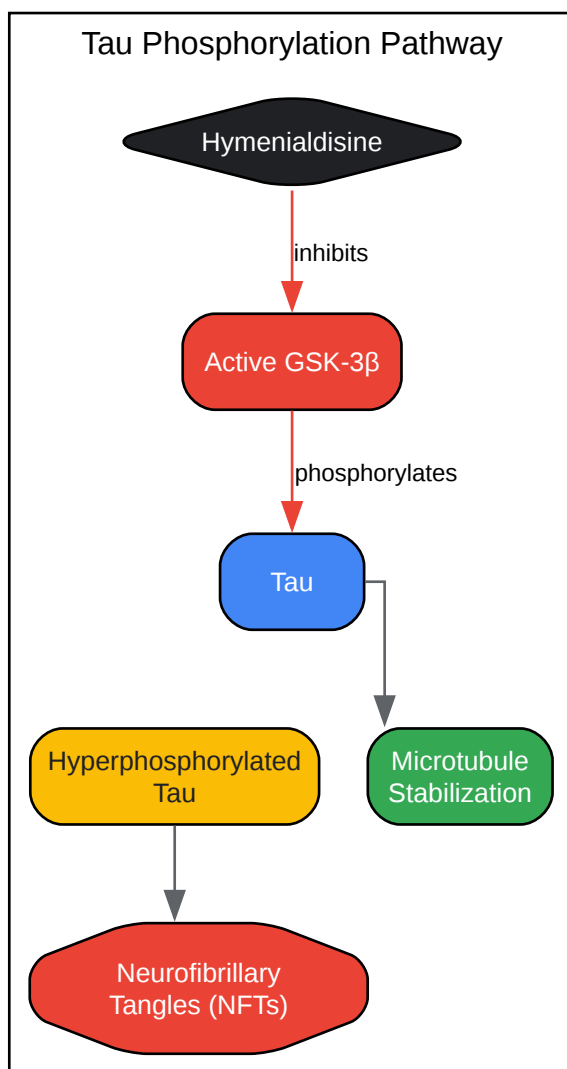 Tau Phosphorylation Pathway
Hymenialdisine
inhibits
Active GSK-3β
phosphorylates
Tau
Hyperphosphorylated
Tau
Microtubule
Stabilization
Neurofibrillary
Tangles (NFTs)